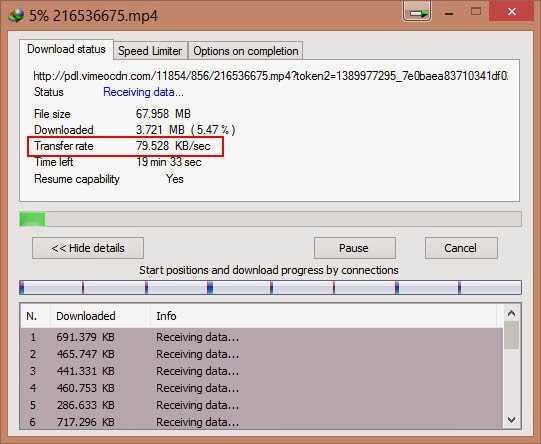 5% 216536675.mp4
Download status Speed Limiter Options on completion
http://pdl.vimeocdn.com/11854/856/216536675.mp4?token2=1389977295_7e0baea83710341df0
Status Receiving data...
File size 67.958 MB
Downloaded 3.721 MB ( 5.47 % )
Transfer rate 79.528 KB/sec
Time left 19 min 33 sec
Resume capability Yes
<< Hide details Pause Cancel
Start positions and download progress by connections
N. Downloaded Info
1 691.379 KB Receiving data...
2 465.747 KB Receiving data...
3 441.331 KB Receiving data...
4 460.753 KB Receiving data...
5 286.633 KB Receiving data...
6 717.296 KB Receiving data...